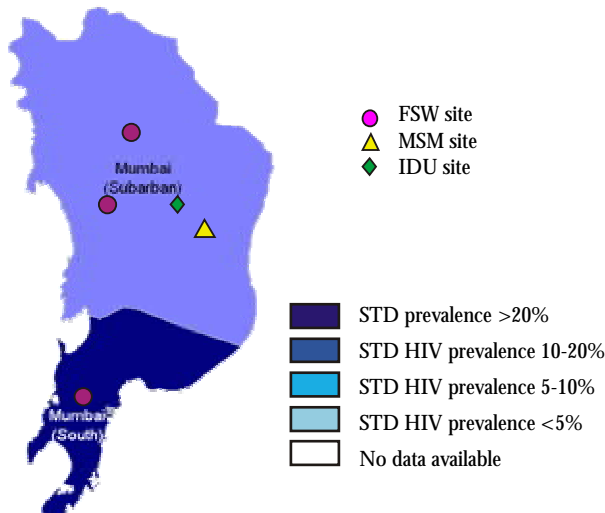 FSW site
MSM site
IDU site
Mumbai
(Subarban)
STD prevalence >20%
STD HIV prevalence 10-20%
STD HIV prevalence 5-10%
STD HIV prevalence <5%
No data available
Mumbai
(South)